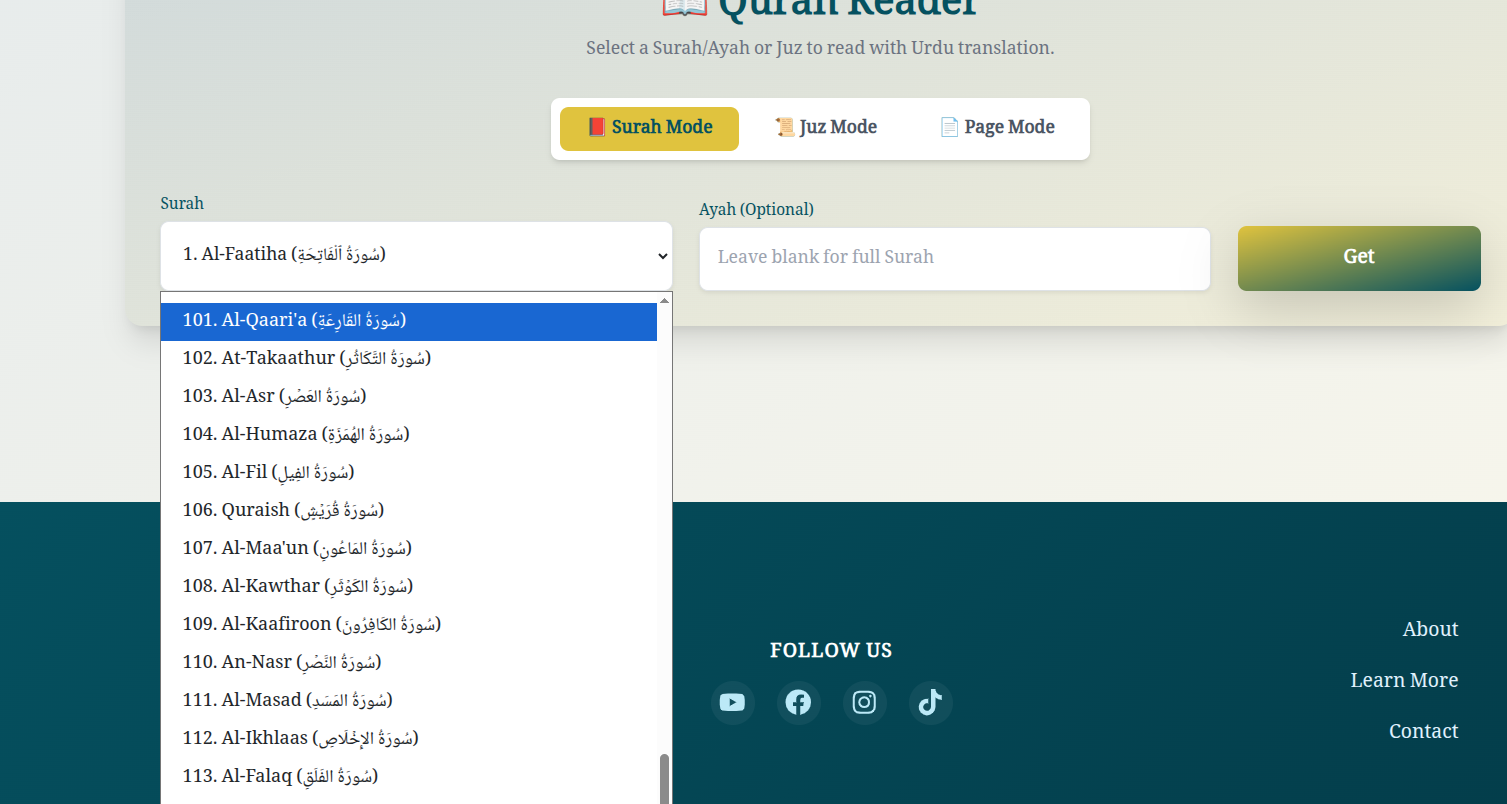 Quran Reader
Select a Surah/Ayah or Juz to read with Urdu translation.
Surah Mode
Juz Mode
Page Mode
Surah
Ayah (Optional)
1. Al-Faatiha (سُورَةُ ٱلْفَاتِحَةِ)
Leave blank for full Surah
Get
101. Al-Qaari'a (سُورَةُ القَارِعَةِ)
102. At-Takaathur (سُورَةُ التَّكَاثُرِ)
103. Al-Asr (سُورَةُ العَصۡرِ)
104. Al-Humaza (سُورَةُ الهُمَزَةِ)
105. Al-Fil (سُورَةُ الفِيلِ)
106. Quraish (سُورَةُ قُرَيۡشٍ)
107. Al-Maa'un (سُورَةُ المَاعُونِ)
108. Al-Kawthar (سُورَةُ الكَوۡثَرِ)
109. Al-Kaafiroon (سُورَةُ الكَافِرُونَ)
110. An-Nasr (سُورَةُ النَّصۡرِ)
111. Al-Masad (سُورَةُ المَسَدِ)
112. Al-Ikhlaas (سُورَةُ الإِخۡلَاصِ)
113. Al-Falaq (سُورَةُ الفَلَقِ)
FOLLOW US
About
Learn More
Contact